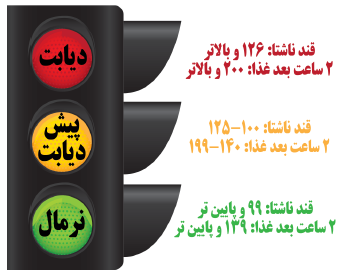 دیابت
قند ناشتا: ۱۲۶ و بالاتر
۲ ساعت بعد غذا: ۲۰۰ و بالاتر
پیش
دیابت
قند ناشتا: ۱۰۰-۱۲۵
۲ ساعت بعد غذا: ۱۴۰-۱۹۹
نرمال
قند ناشتا: ۹۹ و پایین تر
۲ ساعت بعد غذا: ۱۳۹ و پایین تر